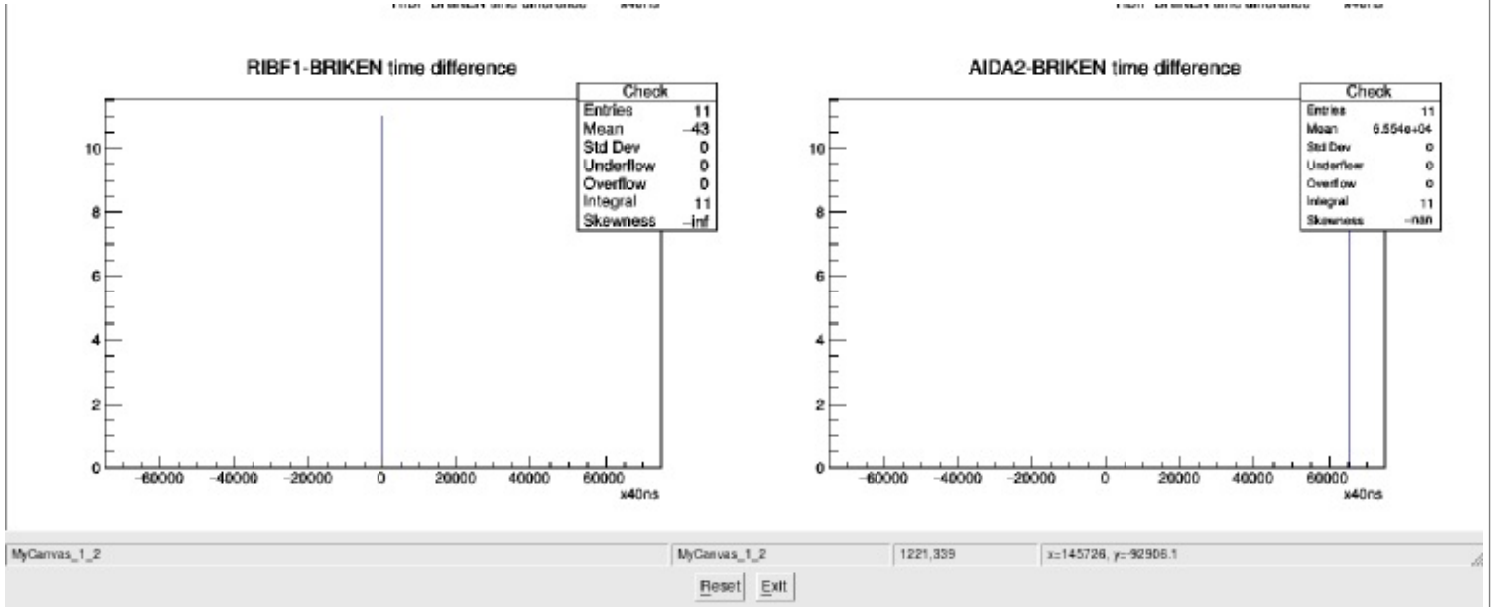 RIBF1-BRIKEN time difference
Check
Entries 11
Mean -43
Std Dev 0
Underflow 0
Overflow 0
Integral 11
Skewness -inf
10
8
6
4
2
0
-60000 -40000 -20000 0 20000 40000 60000
x40ns
AIDA2-BRIKEN time difference
Check
Entries 11
Mean 6.554e+04
Std Dev 0
Underflow 0
Overflow 0
Integral 11
Skewness -nan
10
8
6
4
2
0
-60000 -40000 -20000 0 20000 40000 60000
x40ns
MyCanvas_1_2 MyCanvas_1_2 1221,339 x=145726, y=-92906.1
Reset Exit